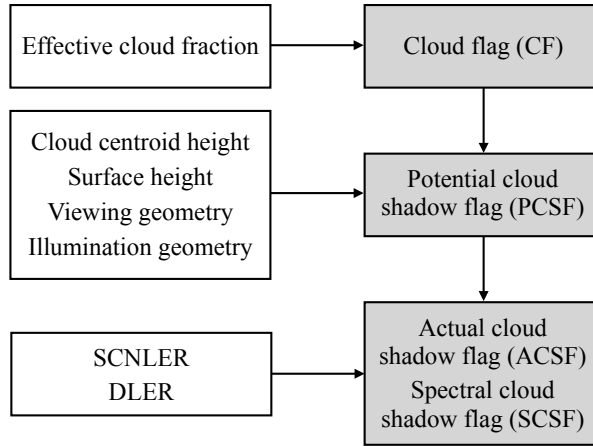 Effective cloud fraction
Cloud flag (CF)
Cloud centroid height
Surface height
Viewing geometry
Illumination geometry
Potential cloud
shadow flag (PCSF)
SCNLER
DLER
Actual cloud
shadow flag (ACSF)
Spectral cloud
shadow flag (SCSF)